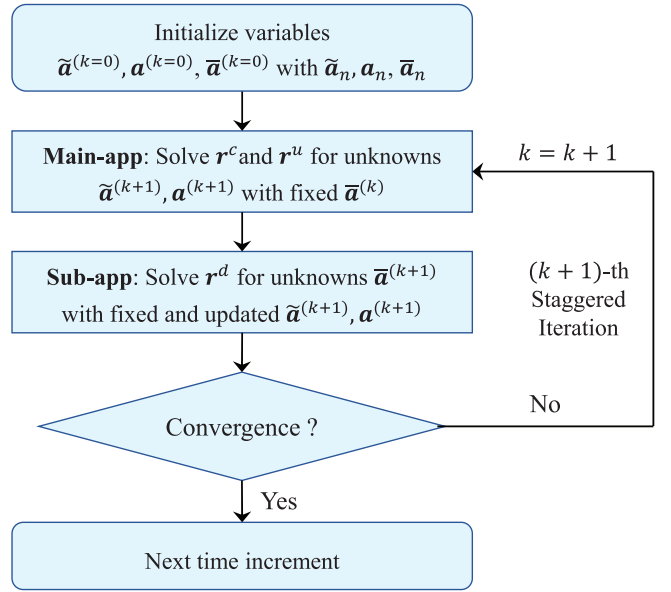 Initialize variables
ã^(k=0), a^(k=0), a̅^(k=0) with ã_n, a_n, a̅_n
Main-app: Solve r^c and r^u for unknowns
ã^(k+1), a^(k+1) with fixed a̅^(k)
k = k + 1
Sub-app: Solve r^d for unknowns a̅^(k+1)
with fixed and updated ã^(k+1), a^(k+1)
(k + 1)-th
Staggered
Iteration
Convergence ?
No
Yes
Next time increment